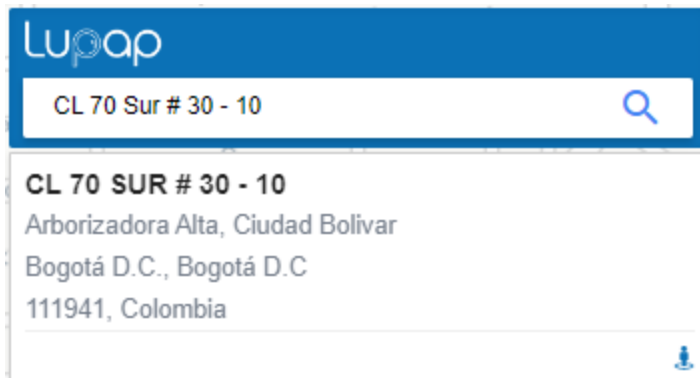 Lupap
CL 70 Sur # 30 - 10
CL 70 SUR # 30 - 10
Arborizadora Alta, Ciudad Bolivar
Bogotá D.C., Bogotá D.C
111941, Colombia